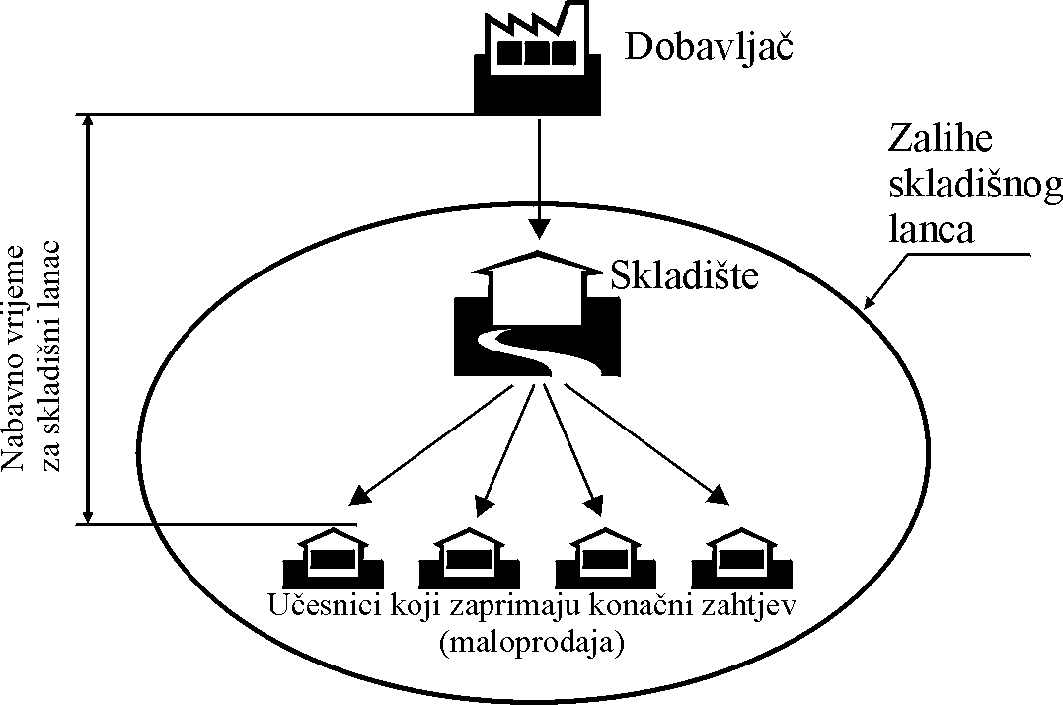 Dobavljač
Zalihe
skladišnog
lanca
Skladište
Nabavno vrijeme
za skladišni lanac
Učesnici koji zaprimaju konačni zahtjev
(maloprodaja)